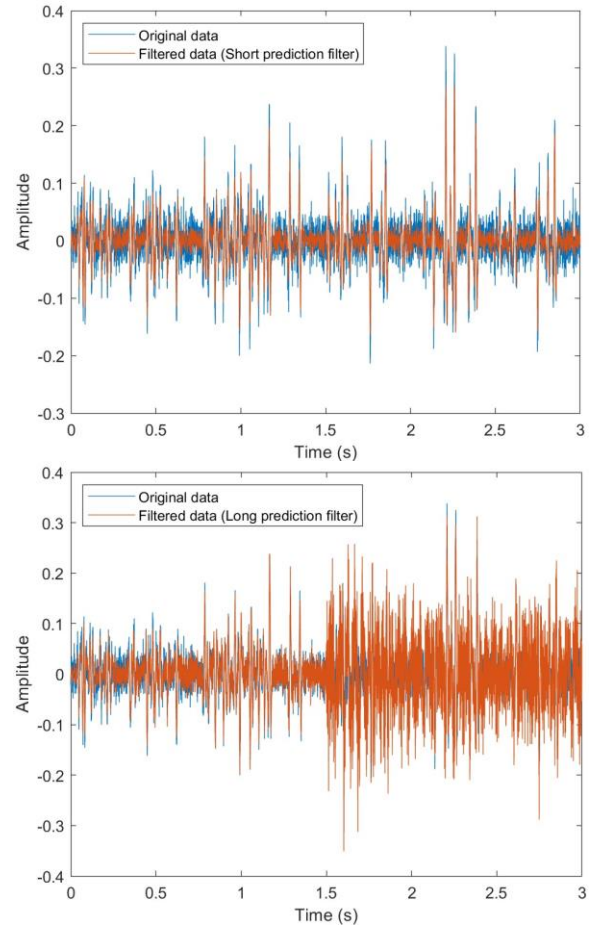 0.4
Original data
Filtered data (Short prediction filter)
0.3
0.2
0.1
0
-0.1
-0.2
-0.3
Amplitude
0 0.5 1 1.5 2 2.5 3
Time (s)
0.4
Original data
Filtered data (Long prediction filter)
0.3
0.2
0.1
0
-0.1
-0.2
-0.3
-0.4
Amplitude
0 0.5 1 1.5 2 2.5 3
Time (s)